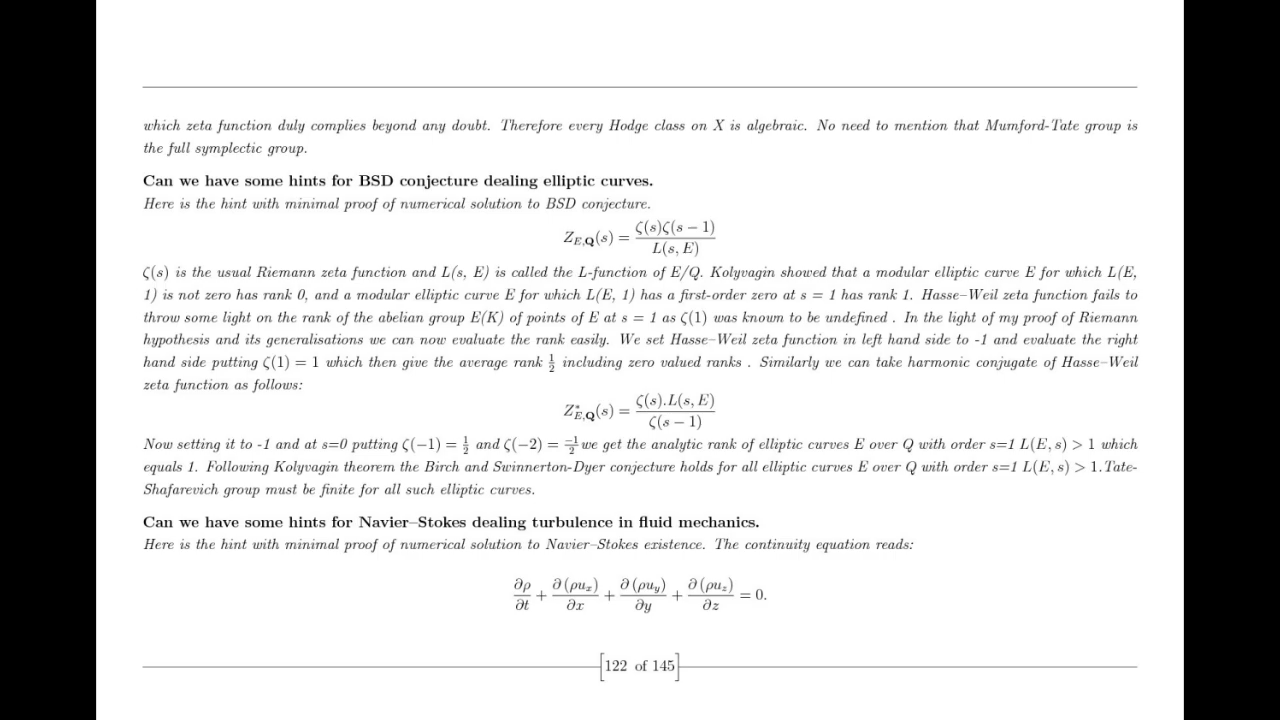 which zeta function duly complies beyond any doubt. Therefore every Hodge class on X is algebraic. No need to mention that Mumford-Tate group is
the full symplectic group.
Can we have some hints for BSD conjecture dealing elliptic curves.
Here is the hint with minimal proof of numerical solution to BSD conjecture.
Z_{E,Q}(s) = \frac{ζ(s)ζ(s − 1)}{L(s, E)}
ζ(s) is the usual Riemann zeta function and L(s, E) is called the L-function of E/Q. Kolyvagin showed that a modular elliptic curve E for which L(E,
1) is not zero has rank 0, and a modular elliptic curve E for which L(E, 1) has a first-order zero at s = 1 has rank 1. Hasse–Weil zeta function fails to
throw some light on the rank of the abelian group E(K) of points of E at s = 1 as ζ(1) was known to be undefined . In the light of my proof of Riemann
hypothesis and its generalisations we can now evaluate the rank easily. We set Hasse–Weil zeta function in left hand side to -1 and evaluate the right
hand side putting ζ(1) = 1 which then give the average rank \frac{1}{2} including zero valued ranks . Similarly we can take harmonic conjugate of Hasse–Weil
zeta function as follows:
Z^*_{E,Q}(s) = \frac{ζ(s).L(s, E)}{ζ(s − 1)}
Now setting it to -1 and at s=0 putting ζ(−1) = \frac{1}{2} and ζ(−2) = \frac{−1}{2} we get the analytic rank of elliptic curves E over Q with order s=1 L(E, s) > 1 which
equals 1. Following Kolyvagin theorem the Birch and Swinnerton-Dyer conjecture holds for all elliptic curves E over Q with order s=1 L(E, s) > 1.Tate-
Shafarevich group must be finite for all such elliptic curves.
Can we have some hints for Navier–Stokes dealing turbulence in fluid mechanics.
Here is the hint with minimal proof of numerical solution to Navier–Stokes existence. The continuity equation reads:
\frac{∂ρ}{∂t} + \frac{∂ (ρu_x)}{∂x} + \frac{∂ (ρu_y)}{∂y} + \frac{∂ (ρu_z)}{∂z} = 0.
[122 of 145]